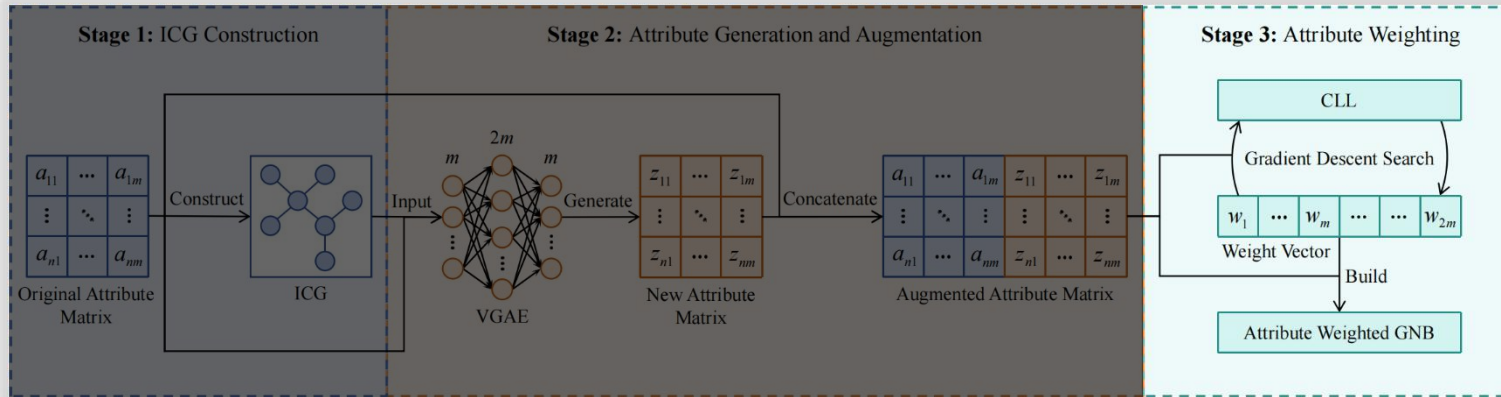 Stage 1: ICG Construction
Stage 2: Attribute Generation and Augmentation
Stage 3: Attribute Weighting
a11 ... a1m
⋮ ⋱ ⋮
an1 ... anm
Original Attribute
Matrix
Construct
ICG
Input
m
2m
m
⋮ ⋮ ⋮
VGAE
Generate
z11 ... z1m
⋮ ⋱ ⋮
zn1 ... znm
New Attribute
Matrix
Concatenate
a11 ... a1m z11 ... z1m
⋮ ⋱ ⋮ ⋮ ⋱ ⋮
an1 ... anm zn1 ... znm
Augmented Attribute Matrix
CLL
Gradient Descent Search
w1 ... wm ... ... w2m
Weight Vector
Build
Attribute Weighted GNB